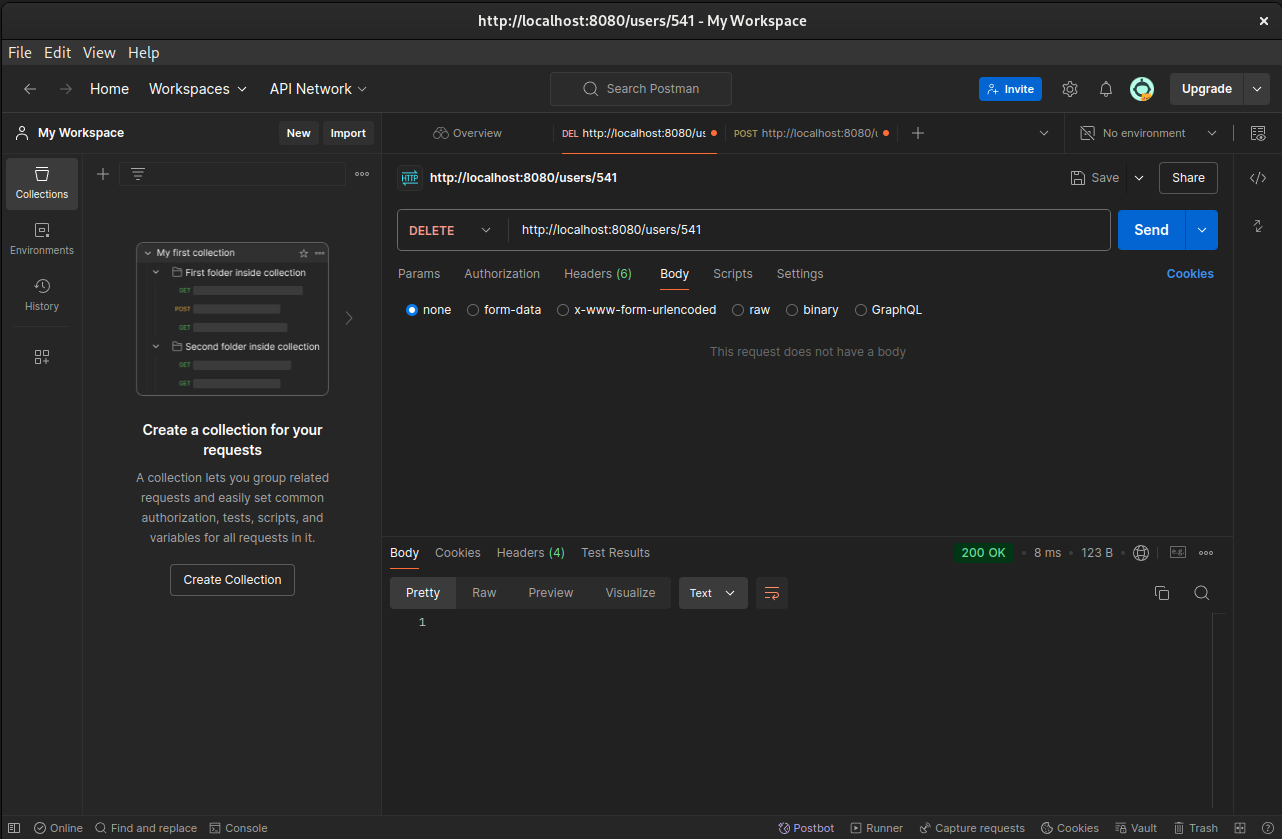 http://localhost:8080/users/541 - My Workspace
File Edit View Help
Home Workspaces API Network Search Postman Invite Upgrade
My Workspace New Import Overview DEL http://localhost:8080/us POST http://localhost:8080/u No environment
Collections
Environments
History
My first collection
First folder inside collection
GET
POST
GET
Second folder inside collection
GET
GET
Create a collection for your
requests
A collection lets you group related
requests and easily set common
authorization, tests, scripts, and
variables for all requests in it.
Create Collection
HTTP http://localhost:8080/users/541 Save Share
DELETE http://localhost:8080/users/541 Send
Params Authorization Headers (6) Body Scripts Settings Cookies
none form-data x-www-form-urlencoded raw binary GraphQL
This request does not have a body
Body Cookies Headers (4) Test Results 200 OK 8 ms 123 B e.g.
Pretty Raw Preview Visualize Text
1
Online Find and replace Console Postbot Runner Capture requests Cookies Vault Trash